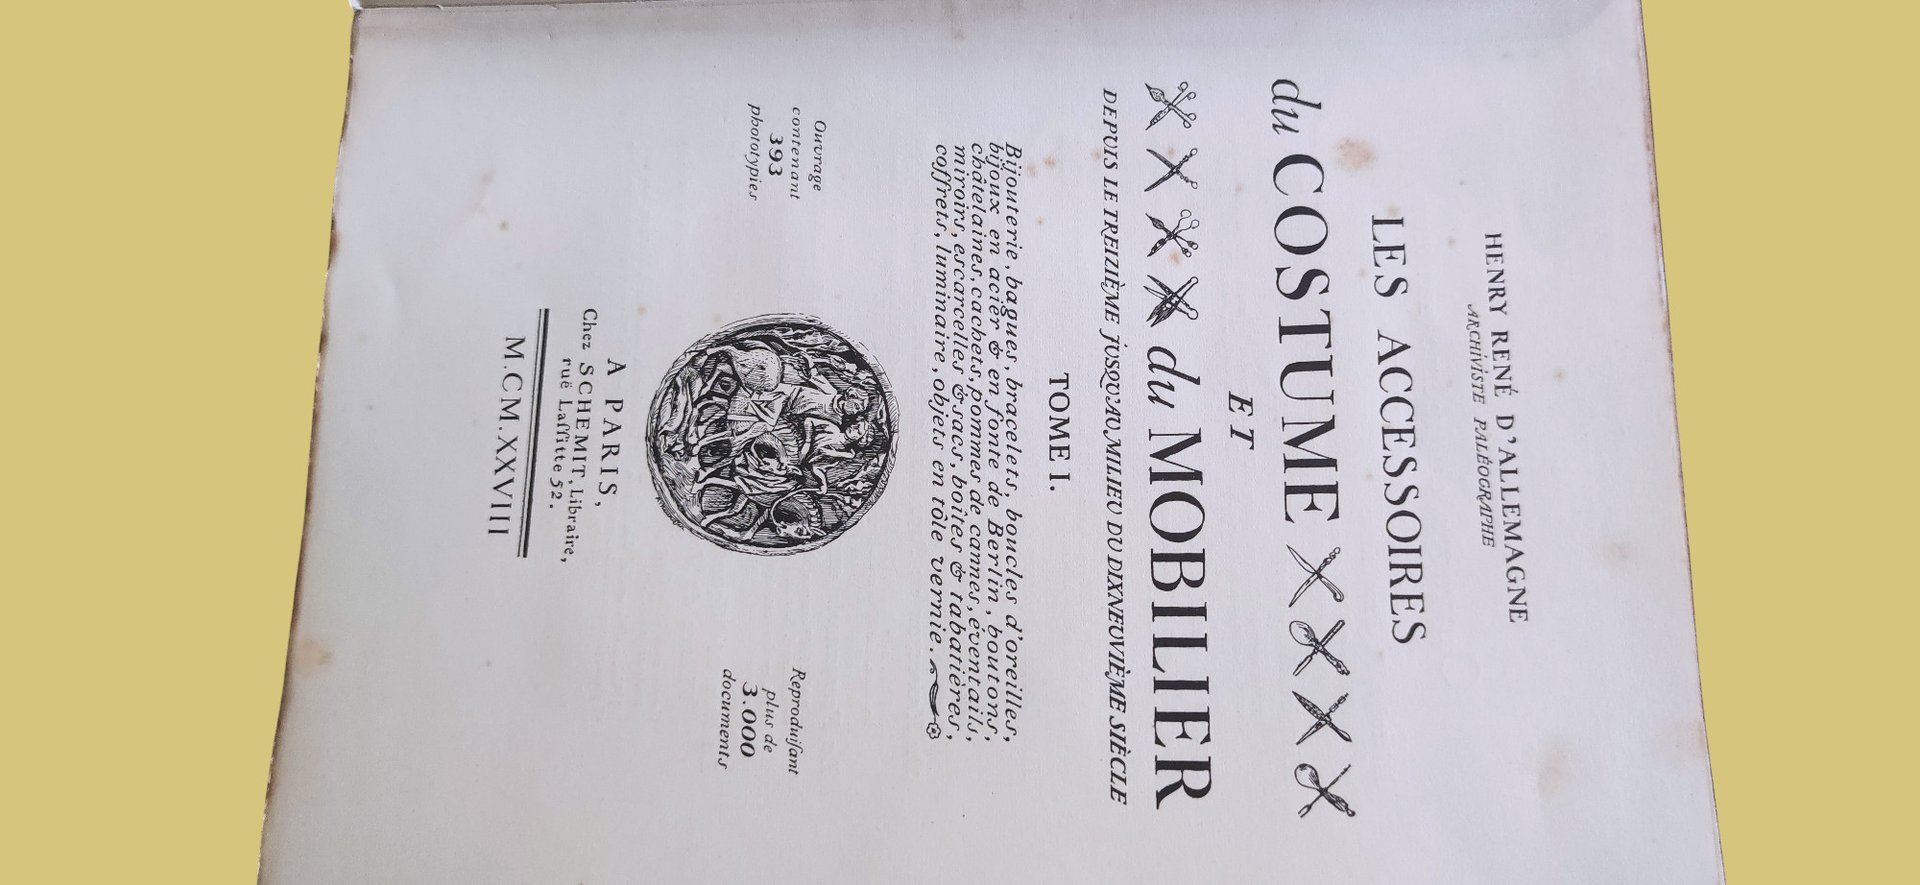 HENRY RENÉ D'ALLEMAGNE
ARCHIVISTE PALÉOGRAPHE
LES ACCESSOIRES
du COSTUME
ET
du MOBILIER
DEPUIS LE TREIZIÈME JUSQU'AU MILIEU DU DIXNEUVIÈME SIÈCLE
TOME I.
Bijouterie, bagues, bracelets, boucles d'oreilles,
bijoux en acier & en fonte de Berlin, boutons,
châtelaines, cachets, pommes de cannes, éventails,
miroirs, escarcelles & sacs, boîtes & tabatières,
coffrets, luminaire, objets en tôle vernie.
Ouvrage
contenant
393
phototypies
Reproduisant
plus de
3.000
documents
A PARIS,
Chez SCHEMIT, Libraire,
ruë Laffitte 52.
M.CM.XXVIII